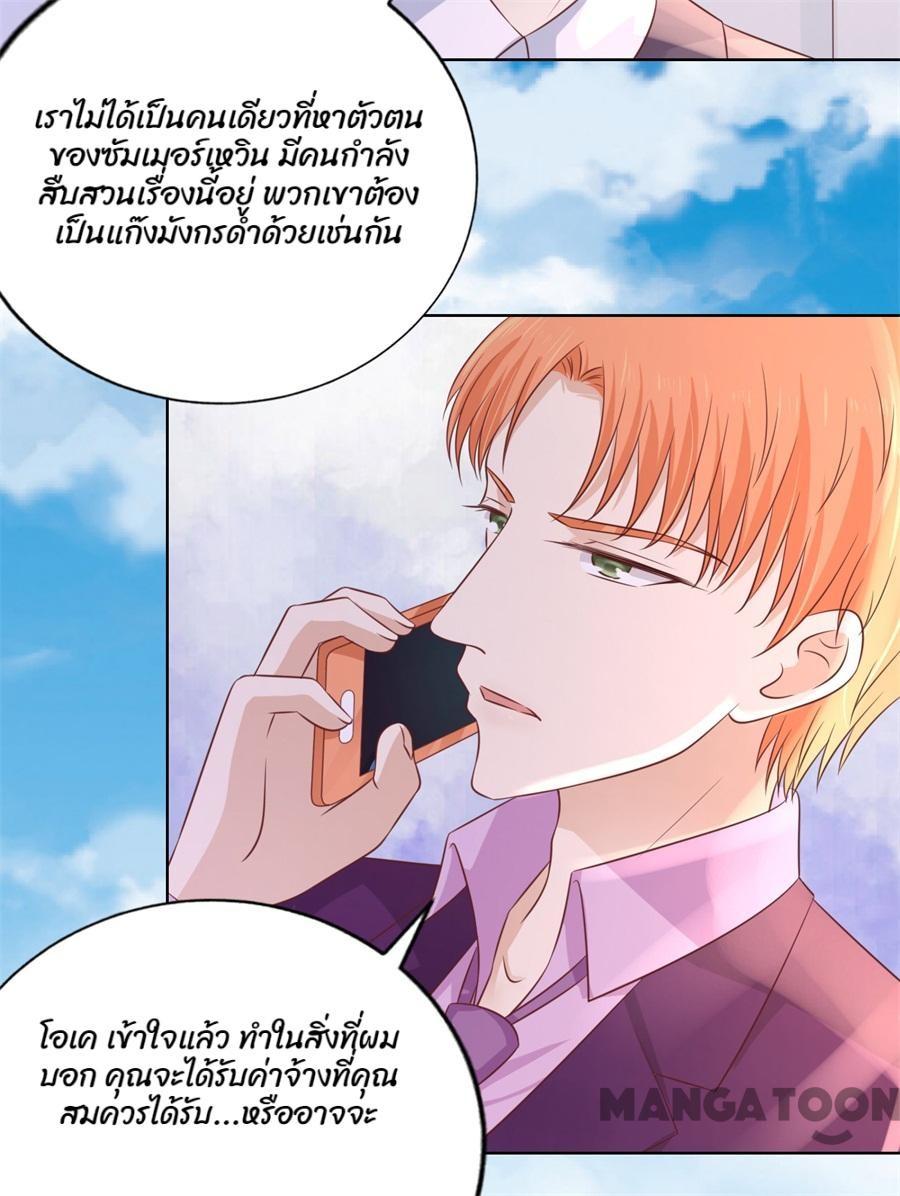 เราไม่ได้เป็นคนเดียวที่หาตัวตน
ของซัมเมอร์เหวิน มีคนกำลัง
สืบสวนเรื่องนี้อยู่ พวกเขาต้อง
เป็นแก๊งมังกรดำด้วยเช่นกัน
โอเค เข้าใจแล้ว ทำในสิ่งที่ผม
บอก คุณจะได้รับค่าจ้างที่คุณ
สมควรได้รับ...หรืออาจจะ
MANGATOON